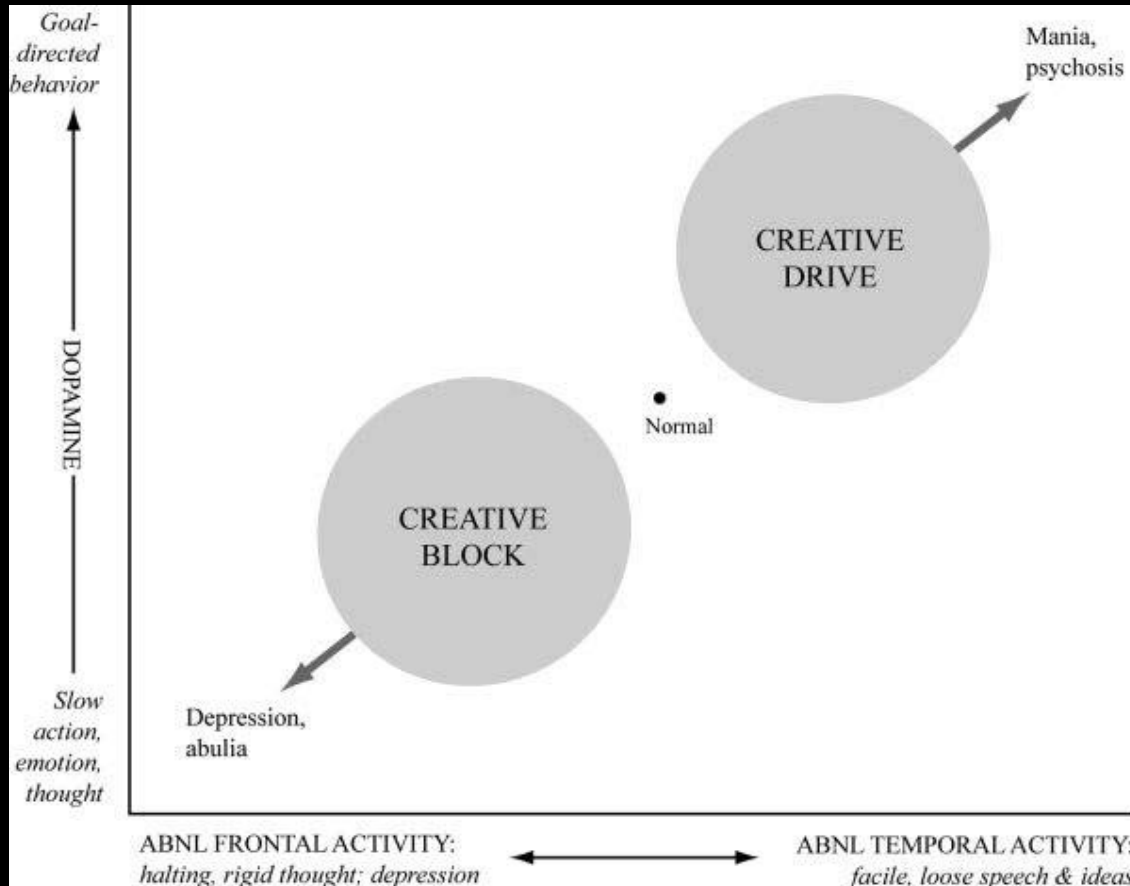 Goal-
directed
behavior
Mania,
psychosis
CREATIVE
DRIVE
DOPAMINE
Normal
CREATIVE
BLOCK
Slow
action,
emotion,
thought
Depression,
abulia
ABNL FRONTAL ACTIVITY:
halting, rigid thought; depression
ABNL TEMPORAL ACTIVITY:
facile, loose speech & ideas